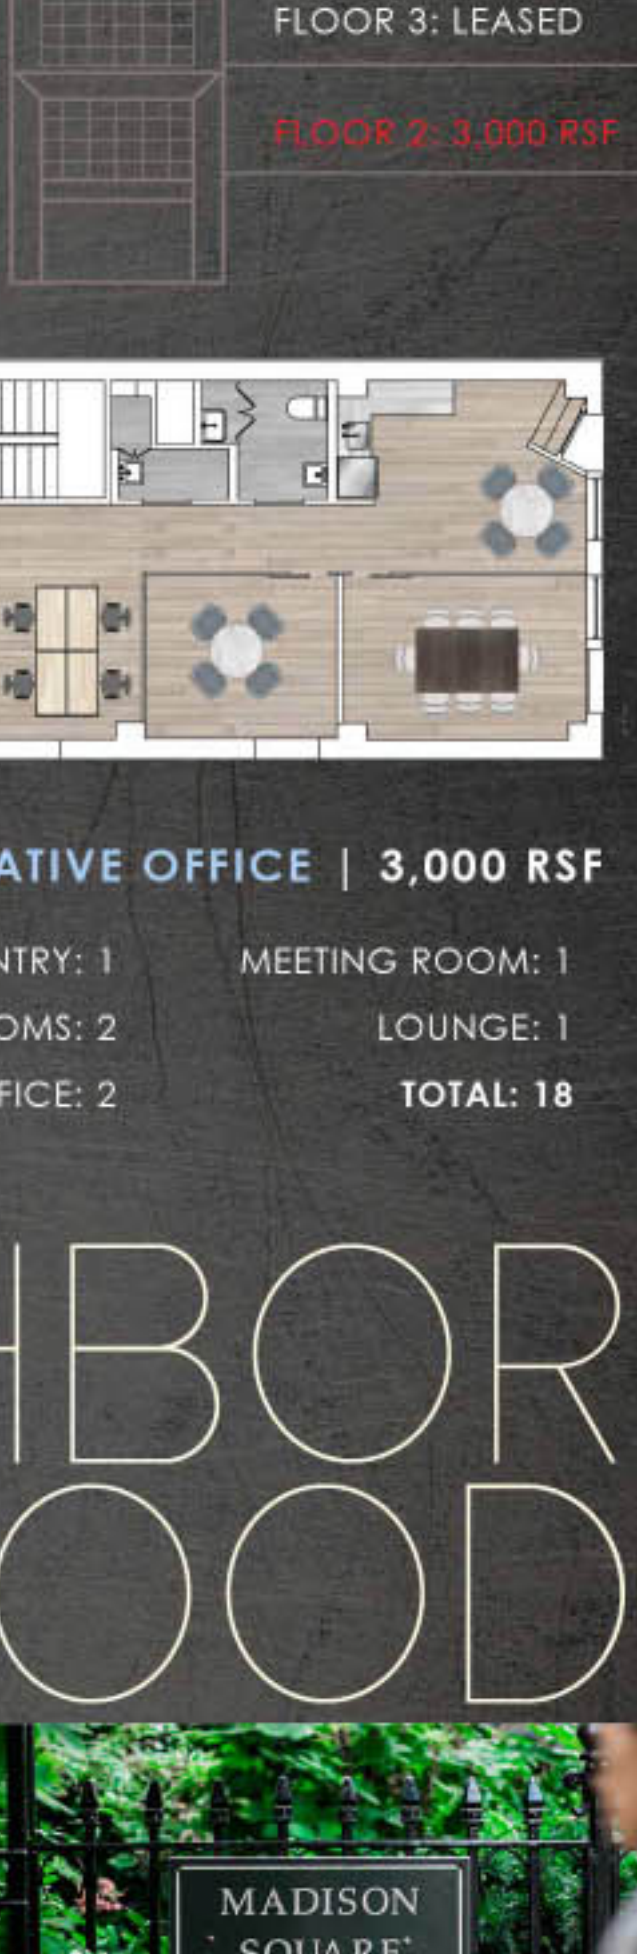 FLOOR 3: LEASED
FLOOR 2: 3,000 RSF
ATIVE OFFICE | 3,000 RSF
NTRY: 1 MEETING ROOM: 1
OMS: 2 LOUNGE: 1
FICE: 2 TOTAL: 18
HBOR
OOD
MADISON
SQUARE